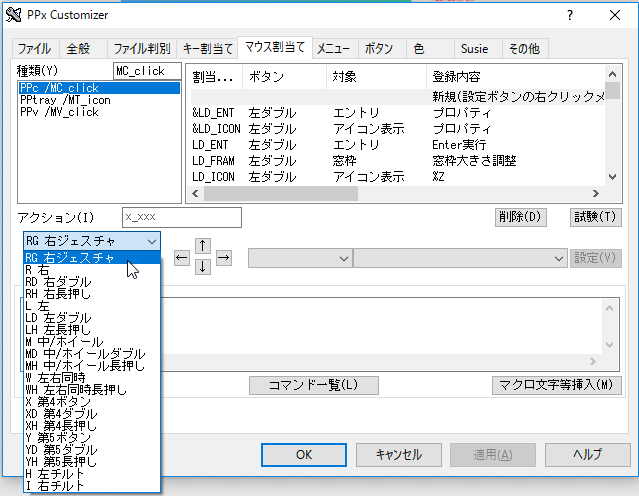 PPx Customizer
ファイル 全般 ファイル判別 キー割当て マウス割当て メニュー ボタン 色 Susie その他
種類(Y) MC_click
PPc /MC_click
PPtray /MT_icon
PPv /MV_click
割当... ボタン 対象 登録内容
新規(設定ボタンの右クリックメ
&LD_ENT 左ダブル エントリ プロパティ
&LD_ICON 左ダブル アイコン表示 プロパティ
LD_ENT 左ダブル エントリ Enter実行
LD_FRAM 左ダブル 窓枠 窓枠大きさ調整
LD_ICON 左ダブル アイコン表示 %Z
アクション(I) x_xxx 削除(D) 試験(T)
RG 右ジェスチャ ← ↑ ↓ → 設定(V)
RG 右ジェスチャ
R 右
RD 右ダブル
RH 右長押し
L 左
LD 左ダブル
LH 左長押し
M 中/ホイール
MD 中/ホイールダブル
MH 中/ホイール長押し
W 左右同時
WH 左右同時長押し
X 第4ボタン
XD 第4ダブル
XH 第4長押し
Y 第5ボタン
YD 第5ダブル
YH 第5長押し
H 左チルト
I 右チルト
コマンド一覧(L) マクロ文字等挿入(M)
OK キャンセル 適用(A) ヘルプ